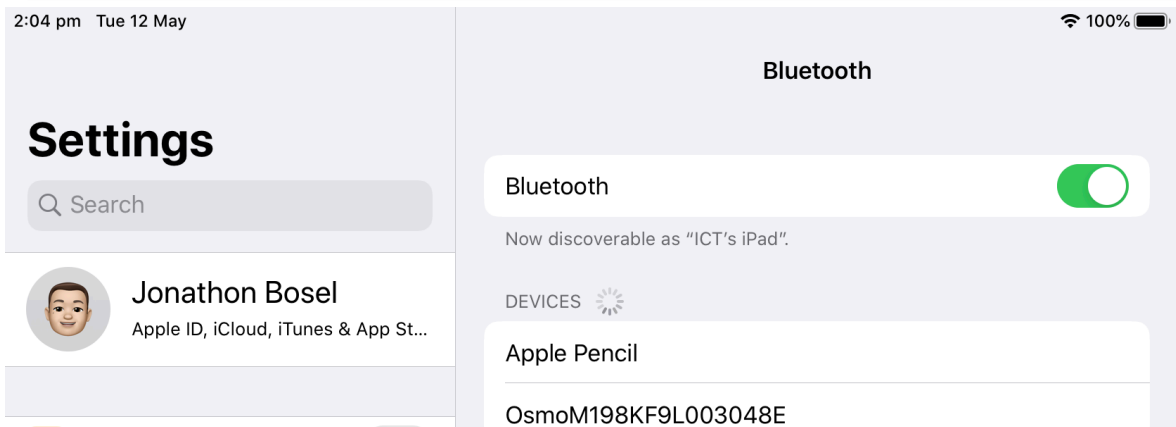 2:04 pm Tue 12 May
100%
Settings
Search
Jonathon Bosel
Apple ID, iCloud, iTunes & App St...
Bluetooth
Bluetooth
Now discoverable as “ICT’s iPad”.
DEVICES
Apple Pencil
OsmoM198KF9L003048E